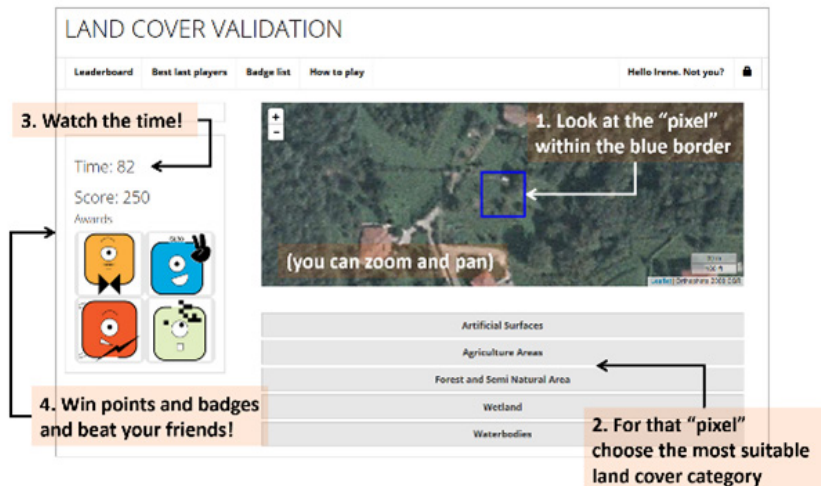 LAND COVER VALIDATION
Leaderboard Best last players Badge list How to play Hello Irene. Not you?
3. Watch the time!
+
-
1. Look at the “pixel”
within the blue border
Time: 82
Score: 250
Awards
(you can zoom and pan)
Artificial Surfaces
Agriculture Areas
Forest and Semi Natural Area
Wetland
Waterbodies
4. Win points and badges
and beat your friends!
2. For that “pixel”
choose the most suitable
land cover category